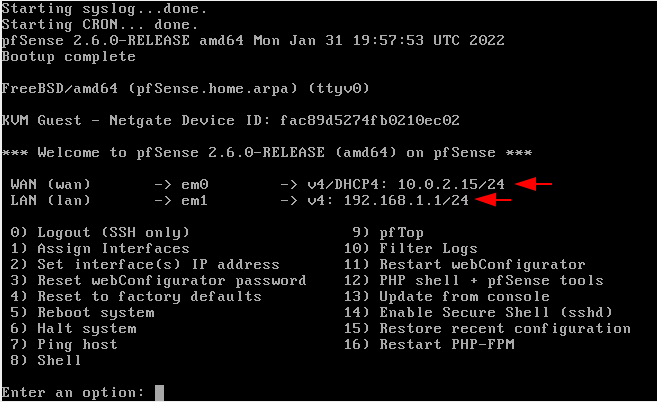 Starting syslog...done.
Starting CRON... done.
pfSense 2.6.0-RELEASE amd64 Mon Jan 31 19:57:53 UTC 2022
Bootup complete
FreeBSD/amd64 (pfSense.home.arpa) (ttyv0)
KVM Guest - Netgate Device ID: fac89d5274fb0210ec02
*** Welcome to pfSense 2.6.0-RELEASE (amd64) on pfSense ***
WAN (wan) -> em0 -> v4/DHCP4: 10.0.2.15/24
LAN (lan) -> em1 -> v4: 192.168.1.1/24
0) Logout (SSH only) 9) pfTop
1) Assign Interfaces 10) Filter Logs
2) Set interface(s) IP address 11) Restart webConfigurator
3) Reset webConfigurator password 12) PHP shell + pfSense tools
4) Reset to factory defaults 13) Update from console
5) Reboot system 14) Enable Secure Shell (sshd)
6) Halt system 15) Restore recent configuration
7) Ping host 16) Restart PHP-FPM
8) Shell
Enter an option: